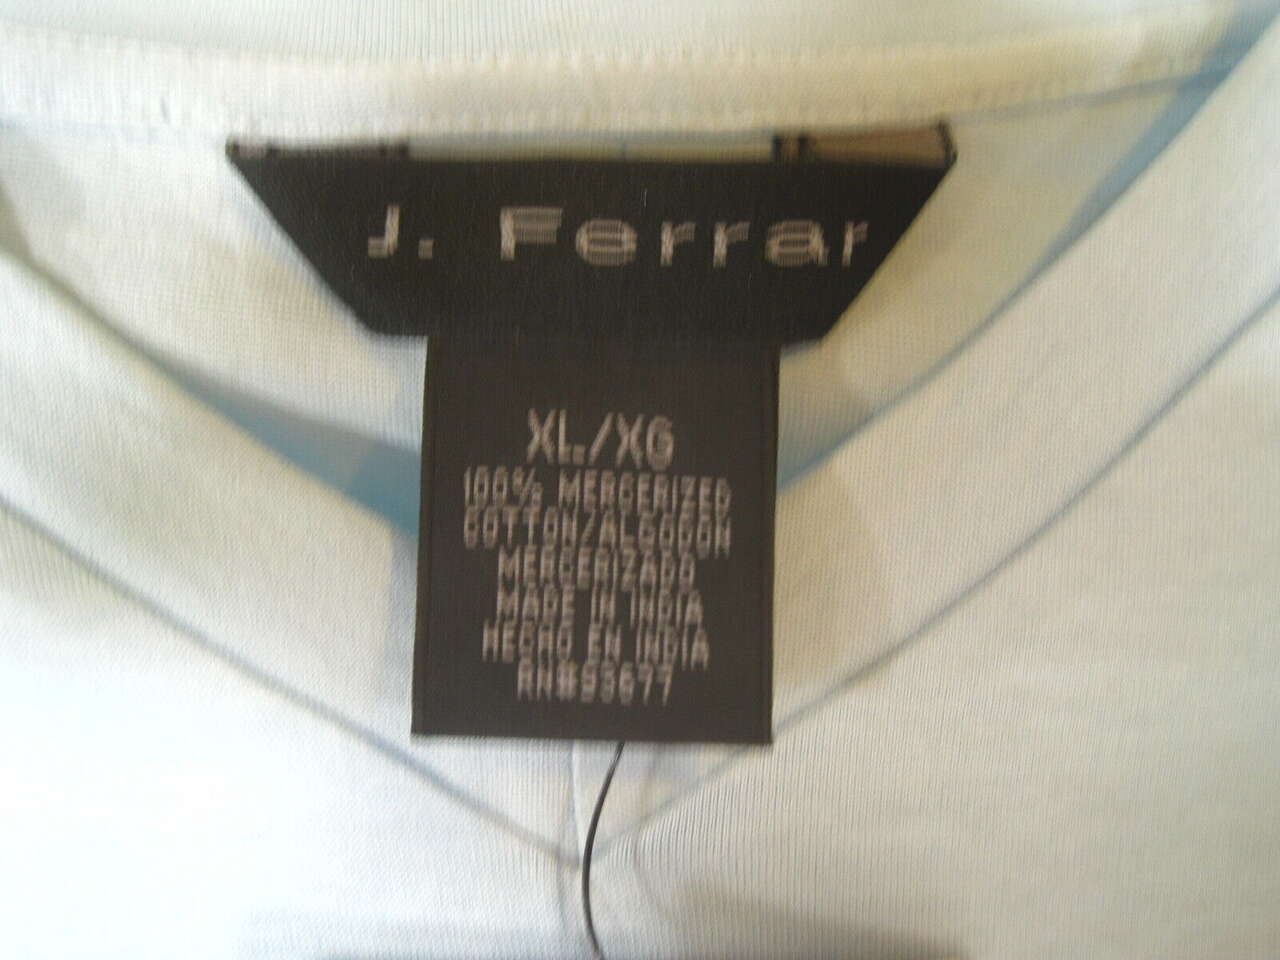 J. Ferrar
XL/XG
100% MERCERIZED
COTTON/ALGODON
MERCERIZADO
MADE IN INDIA
HECHO EN INDIA
RN#93677